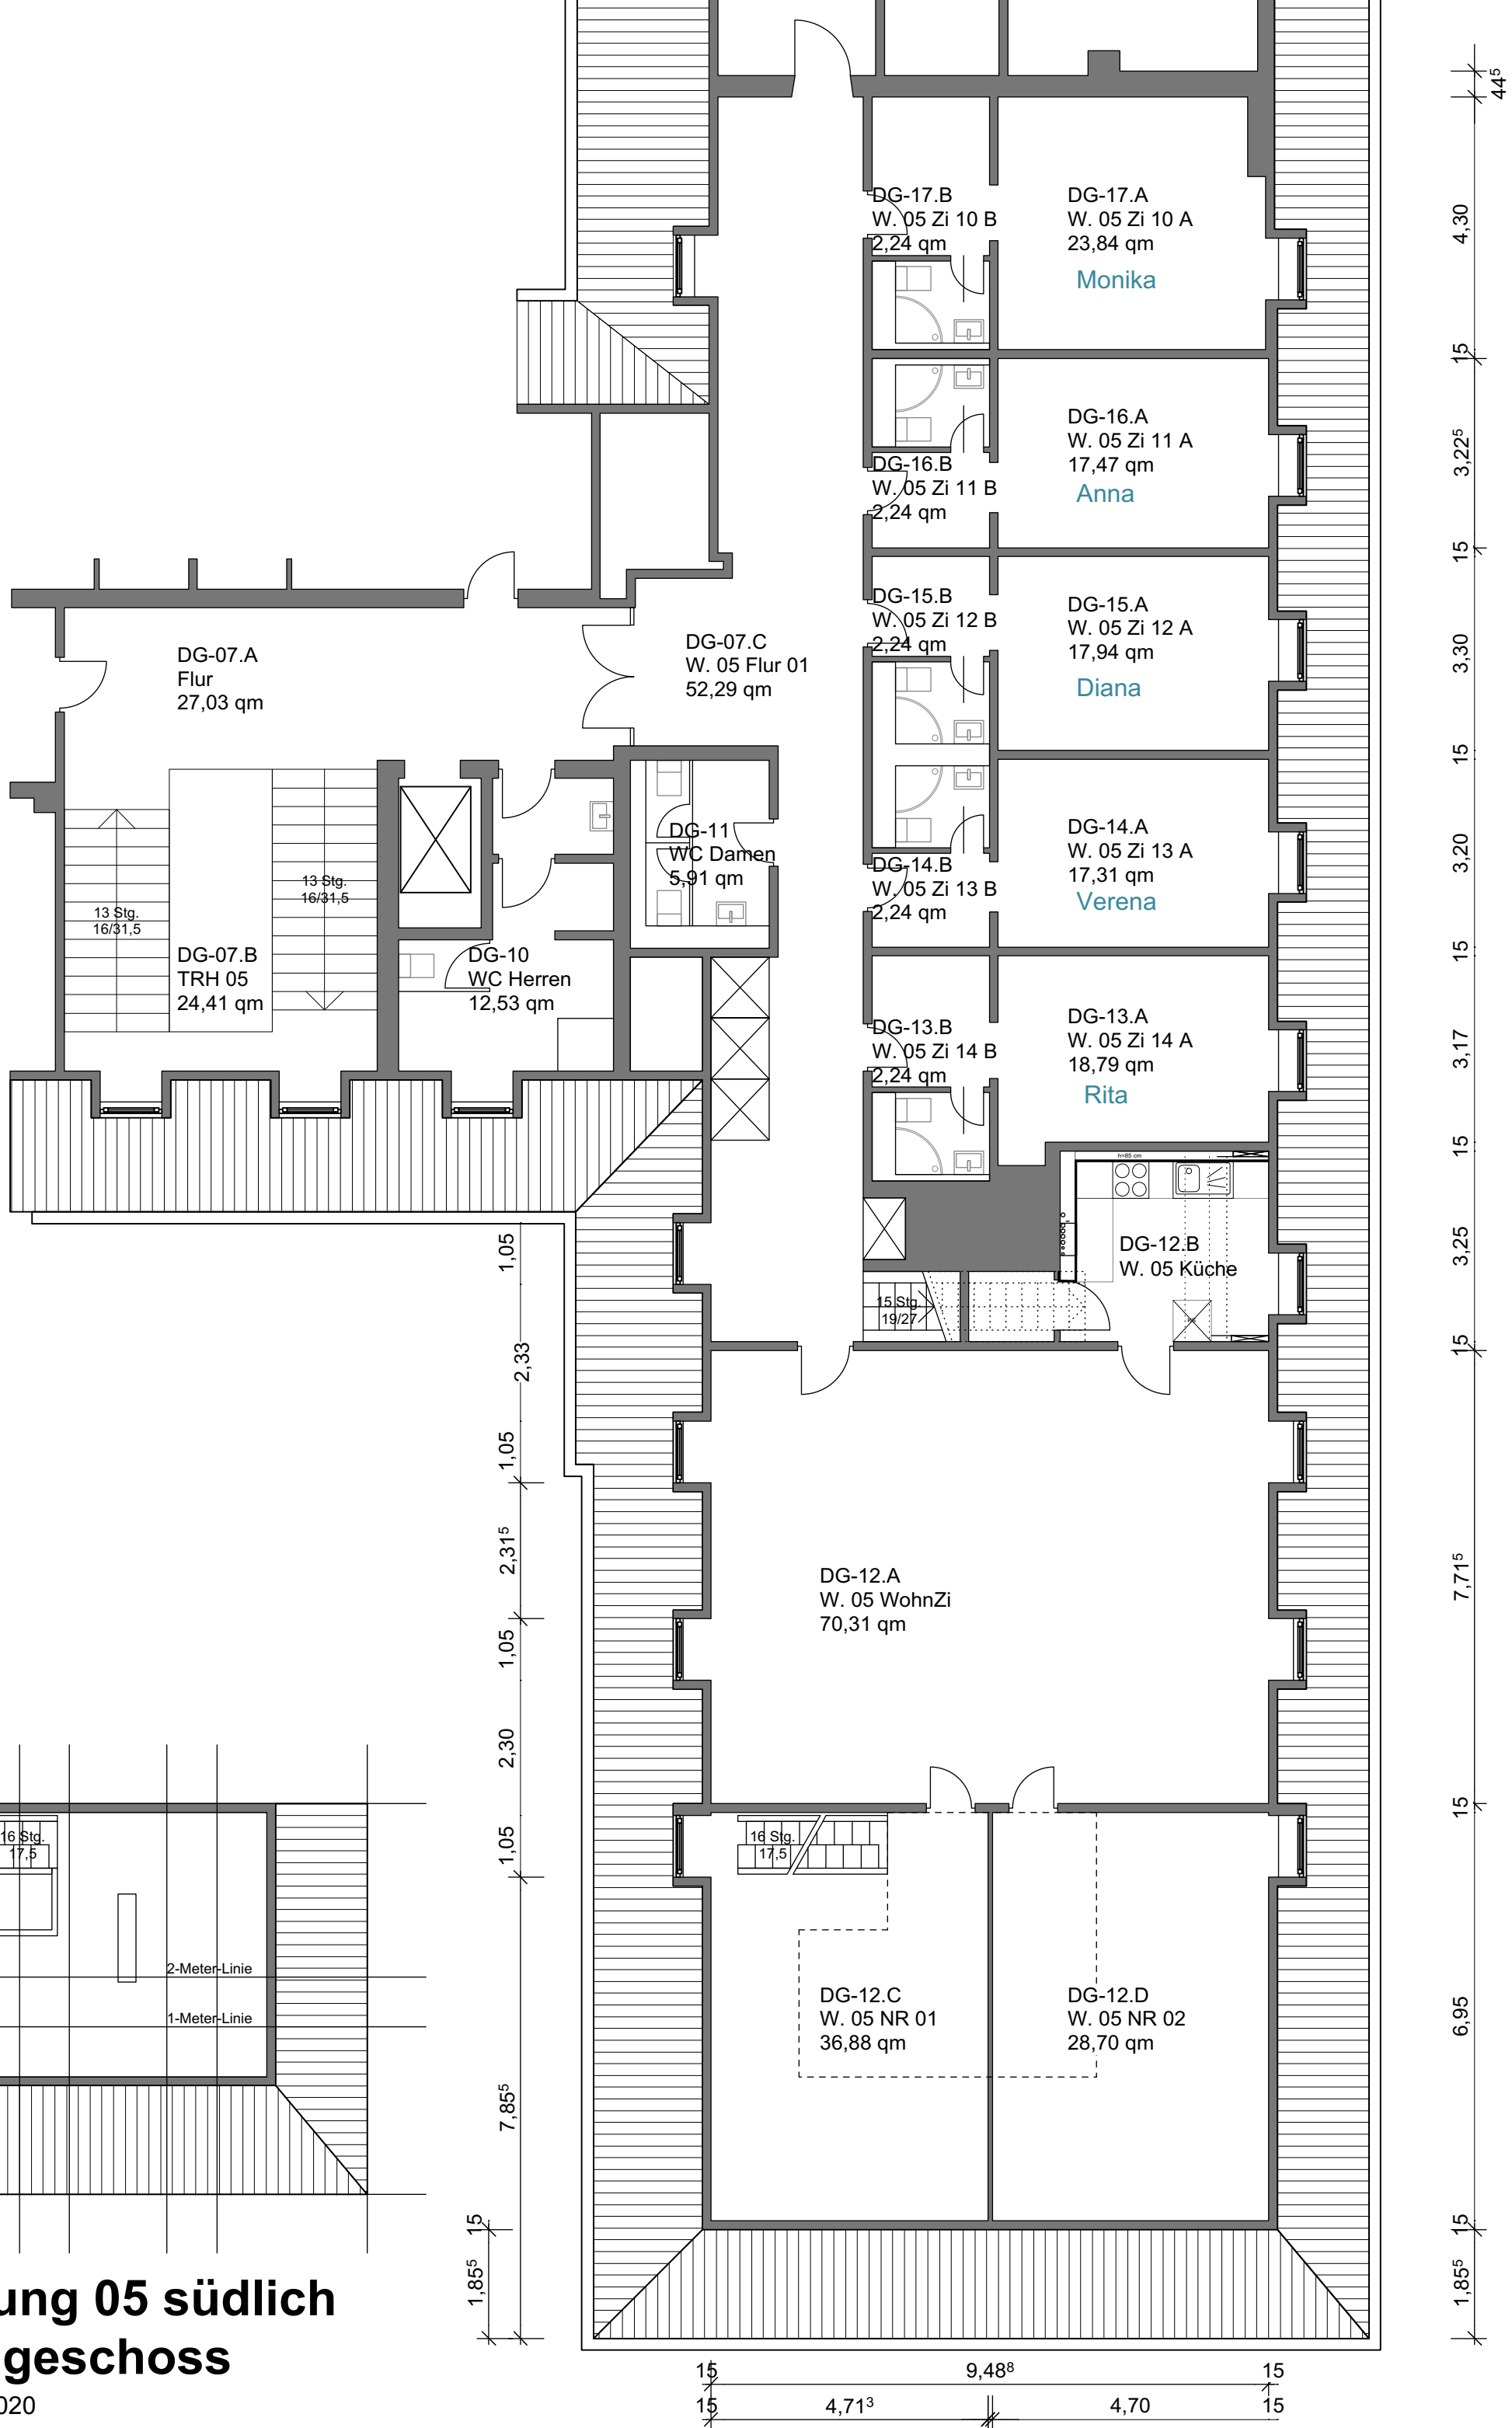 44⁵
DG-17.B
W. 05 Zi 10 B
2,24 qm
DG-17.A
W. 05 Zi 10 A
23,84 qm
Monika
4,30
15
DG-16.A
W. 05 Zi 11 A
17,47 qm
Anna
DG-16.B
W. 05 Zi 11 B
2,24 qm
3,22⁵
15
DG-15.B
W. 05 Zi 12 B
2,24 qm
DG-15.A
W. 05 Zi 12 A
17,94 qm
Diana
3,30
15
DG-07.A
Flur
27,03 qm
DG-07.C
W. 05 Flur 01
52,29 qm
DG-11
WC Damen
5,91 qm
DG-14.A
W. 05 Zi 13 A
17,31 qm
Verena
DG-14.B
W. 05 Zi 13 B
2,24 qm
3,20
15
13 Stg.
16/31,5
13 Stg.
16/31,5
DG-07.B
TRH 05
24,41 qm
DG-10
WC Herren
12,53 qm
DG-13.B
W. 05 Zi 14 B
2,24 qm
DG-13.A
W. 05 Zi 14 A
18,79 qm
Rita
3,17
15
h=85 cm
DG-12.B
W. 05 Küche
3,25
15
15 Stg.
19/27
1,05
2,33
1,05
2,31⁵
1,05
2,30
1,05
7,85⁵
15
1,85⁵
DG-12.A
W. 05 WohnZi
70,31 qm
7,71⁵
15
16 Stg.
17,5
16 Stg.
17,5
2-Meter-Linie
1-Meter-Linie
DG-12.C
W. 05 NR 01
36,88 qm
DG-12.D
W. 05 NR 02
28,70 qm
6,95
15
1,85⁵
ung 05 südlich
geschoss
020
15
9,48⁸
15
15
4,71³
4,70
15